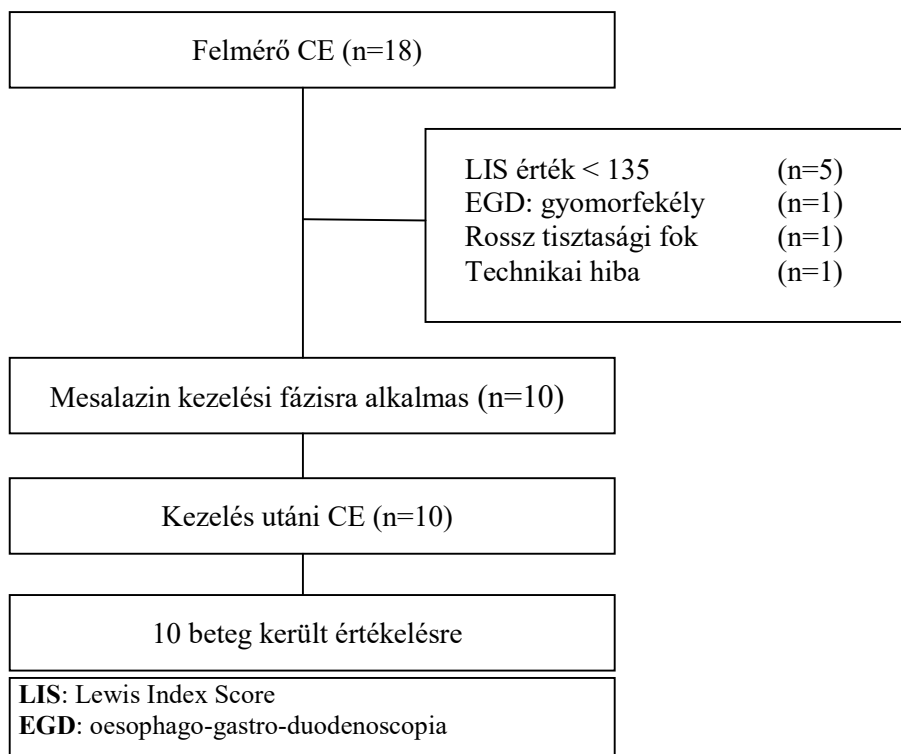 Felmérő CE (n=18)
LIS érték < 135 (n=5)
EGD: gyomorfekély (n=1)
Rossz tisztasági fok (n=1)
Technikai hiba (n=1)
Mesalazin kezelési fázisra alkalmas (n=10)
Kezelés utáni CE (n=10)
10 beteg került értékelésre
LIS: Lewis Index Score
EGD: oesophago-gastro-duodenoscopia